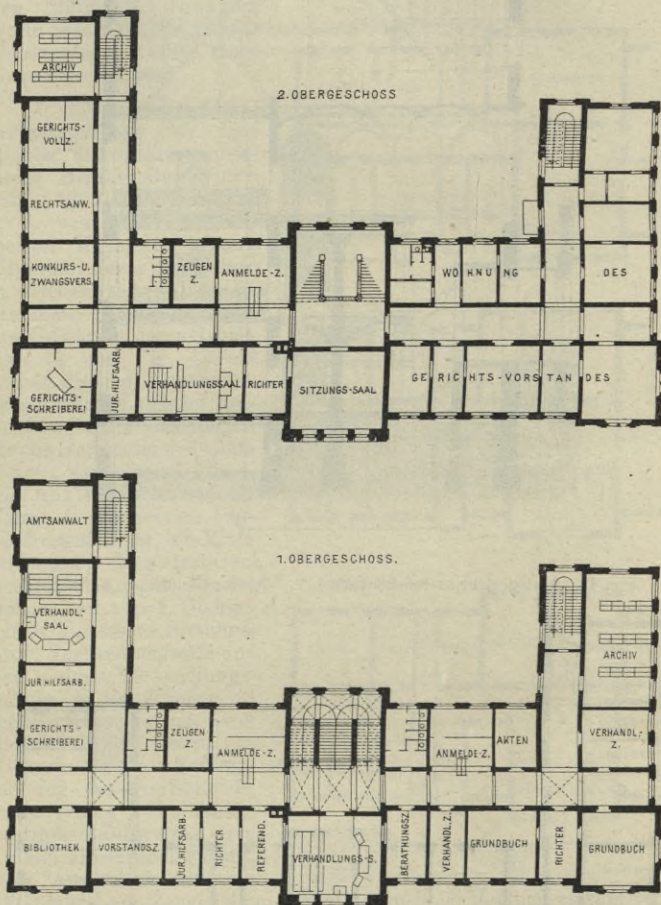 2. OBERGESCHOSS
ARCHIV
GERICHTS-
VOLLZ.
RECHTSANW.
KONKURS- U.
ZWANGSVERS.
ZEUGEN
Z.
ANMELDE-Z.
WOHNUNG
DES
GERICHTS-
SCHREIBEREI
JUR. HILFSARB.
VERHANDLUNGSSAAL
RICHTER
SITZUNGS-SAAL
GERICHTS-VORSTANDES
1. OBERGESCHOSS.
AMTSANWALT
VERHANDL.-
SAAL
JUR HILFSARB.
GERICHTS-
SCHREIBEREI
ZEUGEN
Z.
ANMELDE-Z.
ANMELDE-Z.
AKTEN
ARCHIV
VERHANDL.-
Z.
BIBLIOTHEK
VORSTANDSZ.
JUR. HILFSARB.
RICHTER
REFEREND.
VERHANDLUNGS-S.
BERATHUNGSZ.
VERHANDL. Z.
GRUNDBUCH
RICHTER
GRUNDBUCH